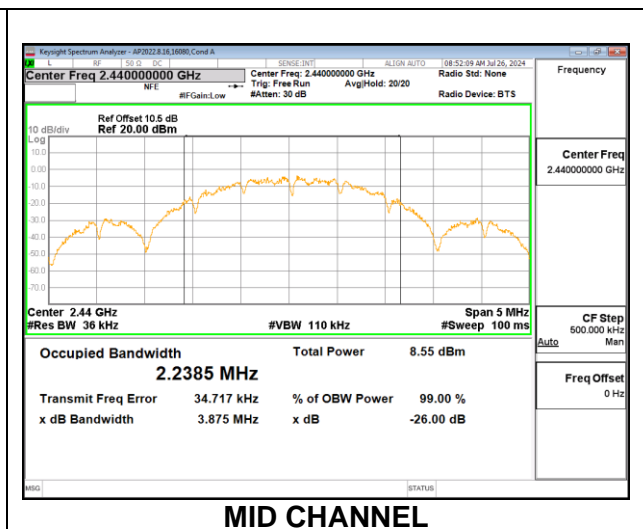 Keysight Spectrum Analyzer - AP2022.8.16,16080,Cond A
L RF 50 Ω DC SENSE:INT ALIGN AUTO 08:52:09 AM Jul 26, 2024
Center Freq 2.440000000 GHz
NFE
#IFGain:Low
Center Freq: 2.440000000 GHz
Trig: Free Run Avg|Hold: 20/20
#Atten: 30 dB
Radio Std: None
Radio Device: BTS
Frequency
Ref Offset 10.5 dB
10 dB/div Ref 20.00 dBm
Log
10.0
0.00
-10.0
-20.0
-30.0
-40.0
-50.0
-60.0
-70.0
Center Freq
2.440000000 GHz
Center 2.44 GHz Span 5 MHz
#Res BW 36 kHz #VBW 110 kHz #Sweep 100 ms
CF Step
500.000 kHz
Auto Man
Occupied Bandwidth Total Power 8.55 dBm
2.2385 MHz
Freq Offset
0 Hz
Transmit Freq Error 34.717 kHz % of OBW Power 99.00 %
x dB Bandwidth 3.875 MHz x dB -26.00 dB
MSG STATUS
MID CHANNEL